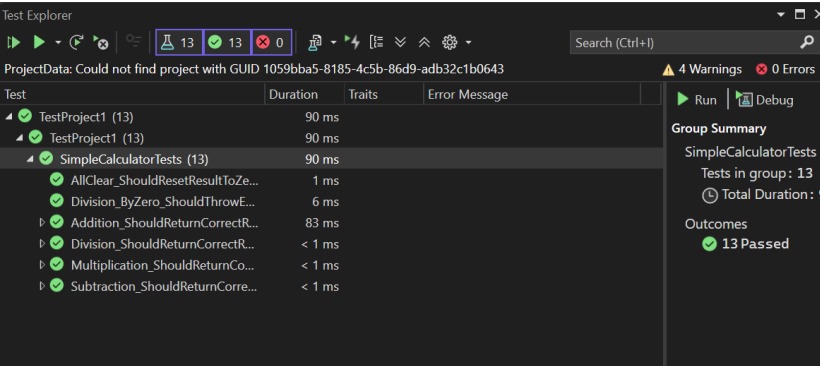 Test Explorer
13 13 0
Search (Ctrl+I)
ProjectData: Could not find project with GUID 1059bba5-8185-4c5b-86d9-adb32c1b0643 4 Warnings 0 Errors
Test Duration Traits Error Message
TestProject1 (13) 90 ms
TestProject1 (13) 90 ms
SimpleCalculatorTests (13) 90 ms
AllClear_ShouldResetResultToZe... 1 ms
Division_ByZero_ShouldThrowE... 6 ms
Addition_ShouldReturnCorrectR... 83 ms
Division_ShouldReturnCorrectR... < 1 ms
Multiplication_ShouldReturnCo... < 1 ms
Subtraction_ShouldReturnCorre... < 1 ms
Run Debug
Group Summary
SimpleCalculatorTests
Tests in group: 13
Total Duration:
Outcomes
13 Passed